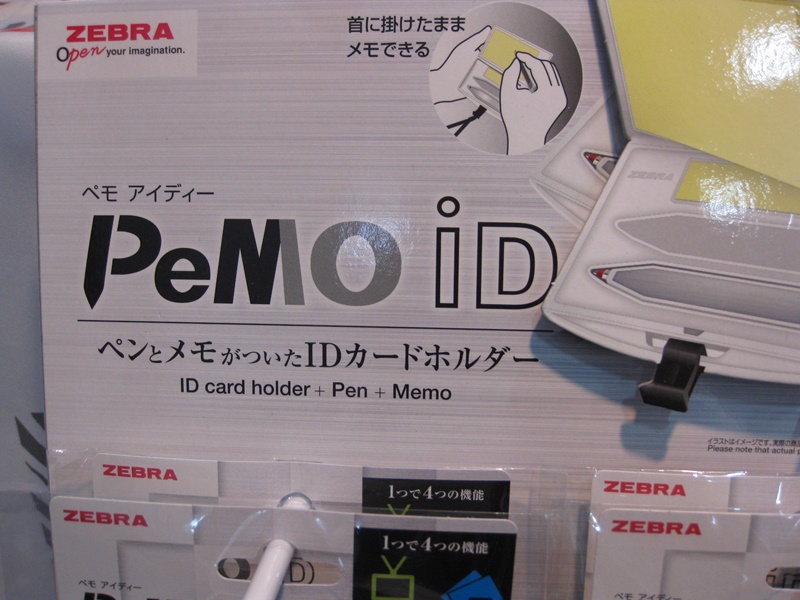 ZEBRA
Open your imagination.
首に掛けたまま
メモできる
ZEBRA
ペモ アイディー
PeMO iD
ペンとメモがついたIDカードホルダー
ID card holder + Pen + Memo
イラストはイメージです。実際の商
Please note that actual p
ZEBRA
1つで4つの機能
ZEBRA
ZEBRA
1つで4つの機能
ZEBRA
ペモ アイディー
ペモ アイディー